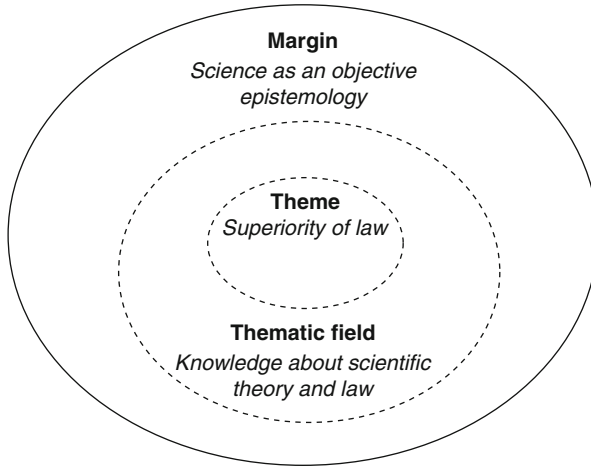 Margin
Science as an objective
epistemology
Theme
Superiority of law
Thematic field
Knowledge about scientific
theory and law